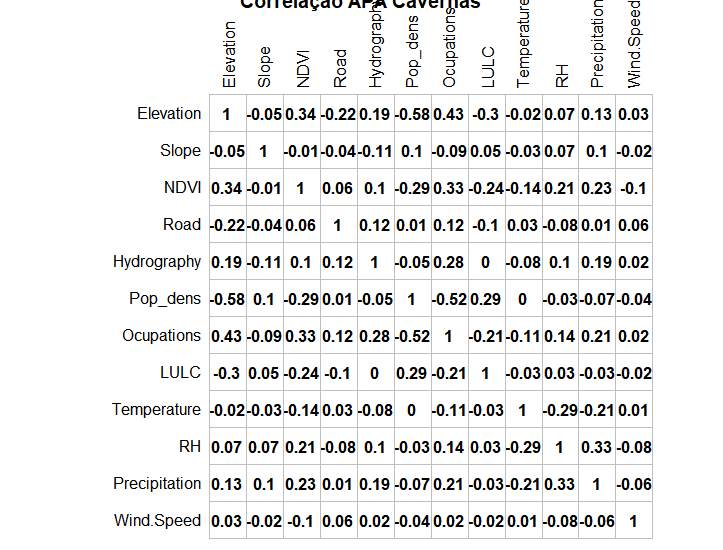 Correlação APA Cavernas
Elevation Slope NDVI Road Hydrography Pop_dens Ocupations LULC Temperature RH Precipitation Wind.Speed
Elevation 1 -0.05 0.34 -0.22 0.19 -0.58 0.43 -0.3 -0.02 0.07 0.13 0.03
Slope -0.05 1 -0.01 -0.04 -0.11 0.1 -0.09 0.05 -0.03 0.07 0.1 -0.02
NDVI 0.34 -0.01 1 0.06 0.1 -0.29 0.33 -0.24 -0.14 0.21 0.23 -0.1
Road -0.22 -0.04 0.06 1 0.12 0.01 0.12 -0.1 0.03 -0.08 0.01 0.06
Hydrography 0.19 -0.11 0.1 0.12 1 -0.05 0.28 0 -0.08 0.1 0.19 0.02
Pop_dens -0.58 0.1 -0.29 0.01 -0.05 1 -0.52 0.29 0 -0.03 -0.07 -0.04
Ocupations 0.43 -0.09 0.33 0.12 0.28 -0.52 1 -0.21 -0.11 0.14 0.21 0.02
LULC -0.3 0.05 -0.24 -0.1 0 0.29 -0.21 1 -0.03 0.03 -0.03 -0.02
Temperature -0.02 -0.03 -0.14 0.03 -0.08 0 -0.11 -0.03 1 -0.29 -0.21 0.01
RH 0.07 0.07 0.21 -0.08 0.1 -0.03 0.14 0.03 -0.29 1 0.33 -0.08
Precipitation 0.13 0.1 0.23 0.01 0.19 -0.07 0.21 -0.03 -0.21 0.33 1 -0.06
Wind.Speed 0.03 -0.02 -0.1 0.06 0.02 -0.04 0.02 -0.02 0.01 -0.08 -0.06 1